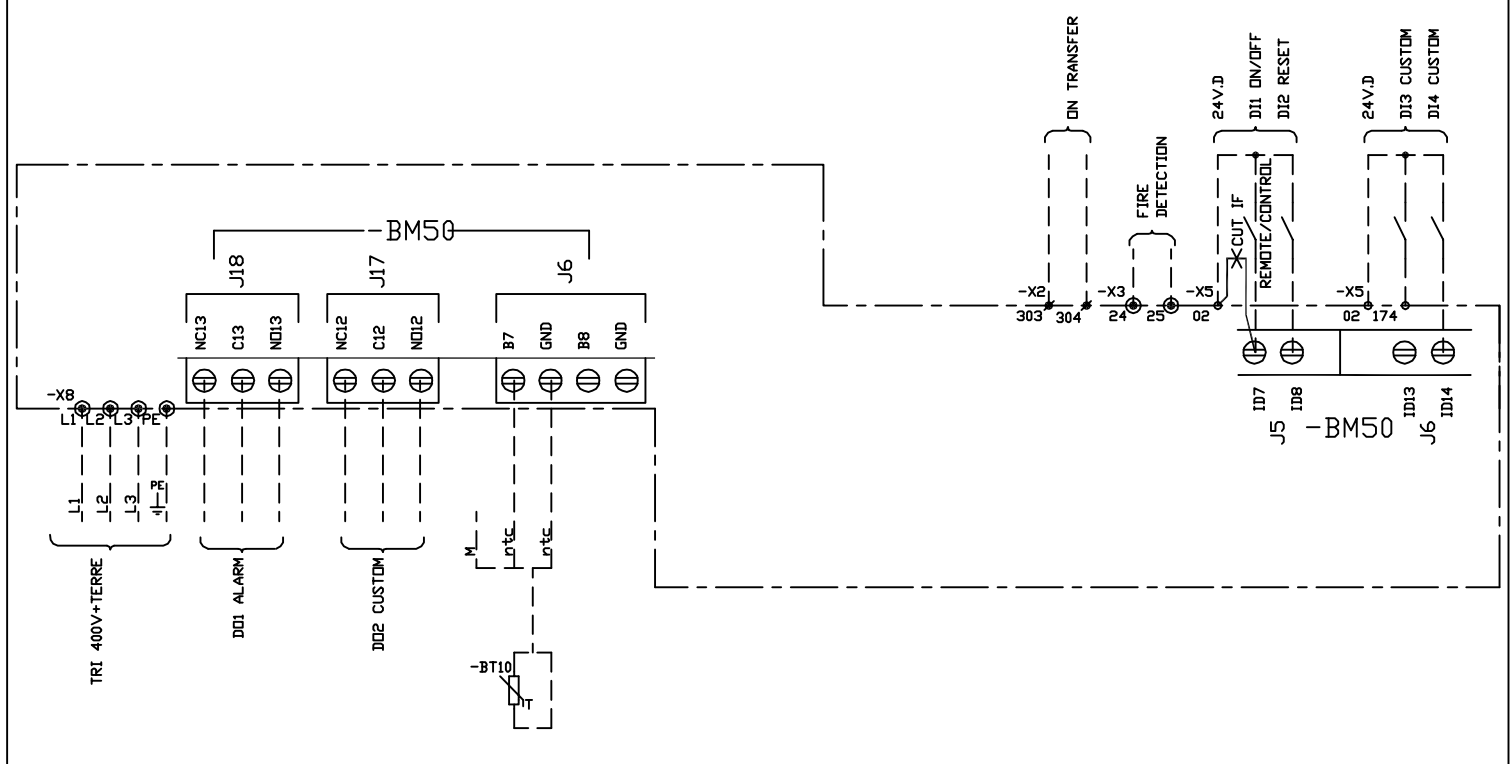 ON TRANSFER
FIRE
DETECTION
24V.D
DI1 ON/OFF
DI2 RESET
24V.D
DI3 CUSTOM
DI4 CUSTOM
CUT IF
REMOTE/CONTROL
-BM50
J18
J17
J6
NC13
C13
NO13
NC12
C12
NO12
B7
GND
B8
GND
-X2
303
304
-X3
24
25
-X5
02
-X5
02
174
ID7
ID8
ID13
ID14
J5
-BM50
J6
-X8
L1
L2
L3
PE
L1
L2
L3
PE
M
ntc
ntc
TRI 400V+TERRE
DO1 ALARM
DO2 CUSTOM
-BT10
T